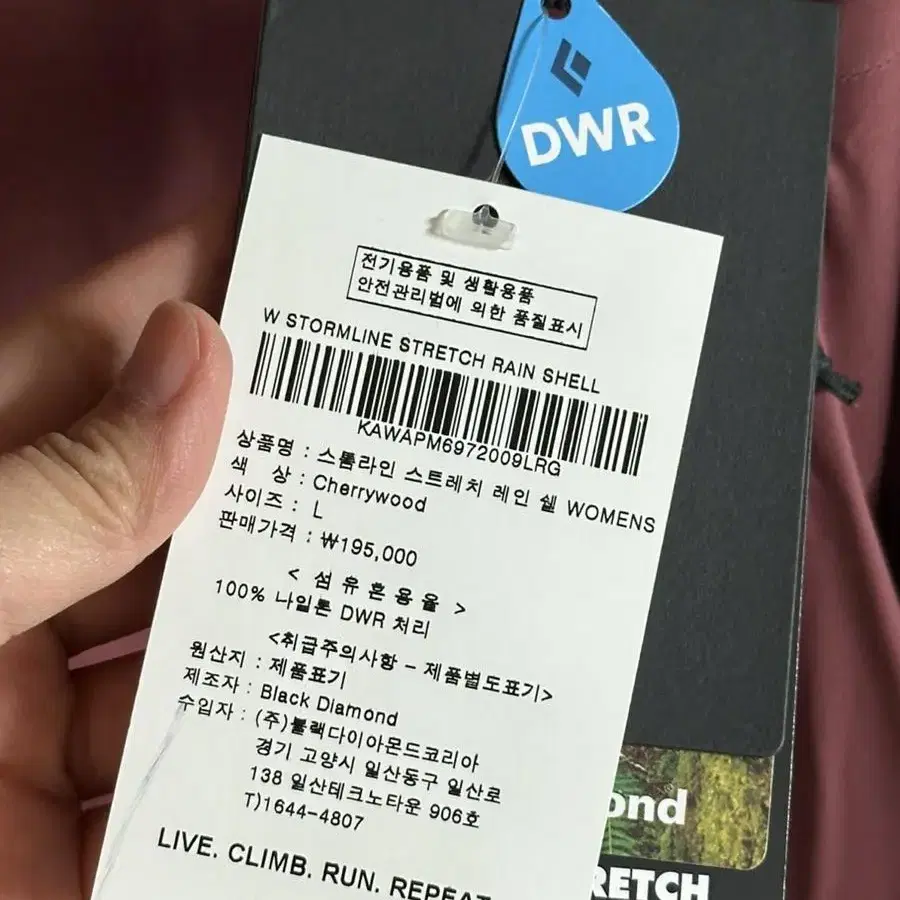 DWR
전기용품 및 생활용품
안전관리법에 의한 품질표시
W STORMLINE STRETCH RAIN SHELL
KAWAPM6972009LRG
상품명 : 스톰라인 스트레치 레인 쉘 WOMENS
색 상 : Cherrywood
사이즈 : L
판매가격 : ₩195,000
< 섬 유 혼 용 율 >
100% 나일론 DWR 처리
<취급주의사항 - 제품별도표기>
원산지 : 제품표기
제조자 : Black Diamond
수입자 : (주)블랙다이아몬드코리아
경기 고양시 일산동구 일산로
138 일산테크노타운 906호
T)1644-4807
LIVE. CLIMB. RUN. REPEAT
ond
RETCH